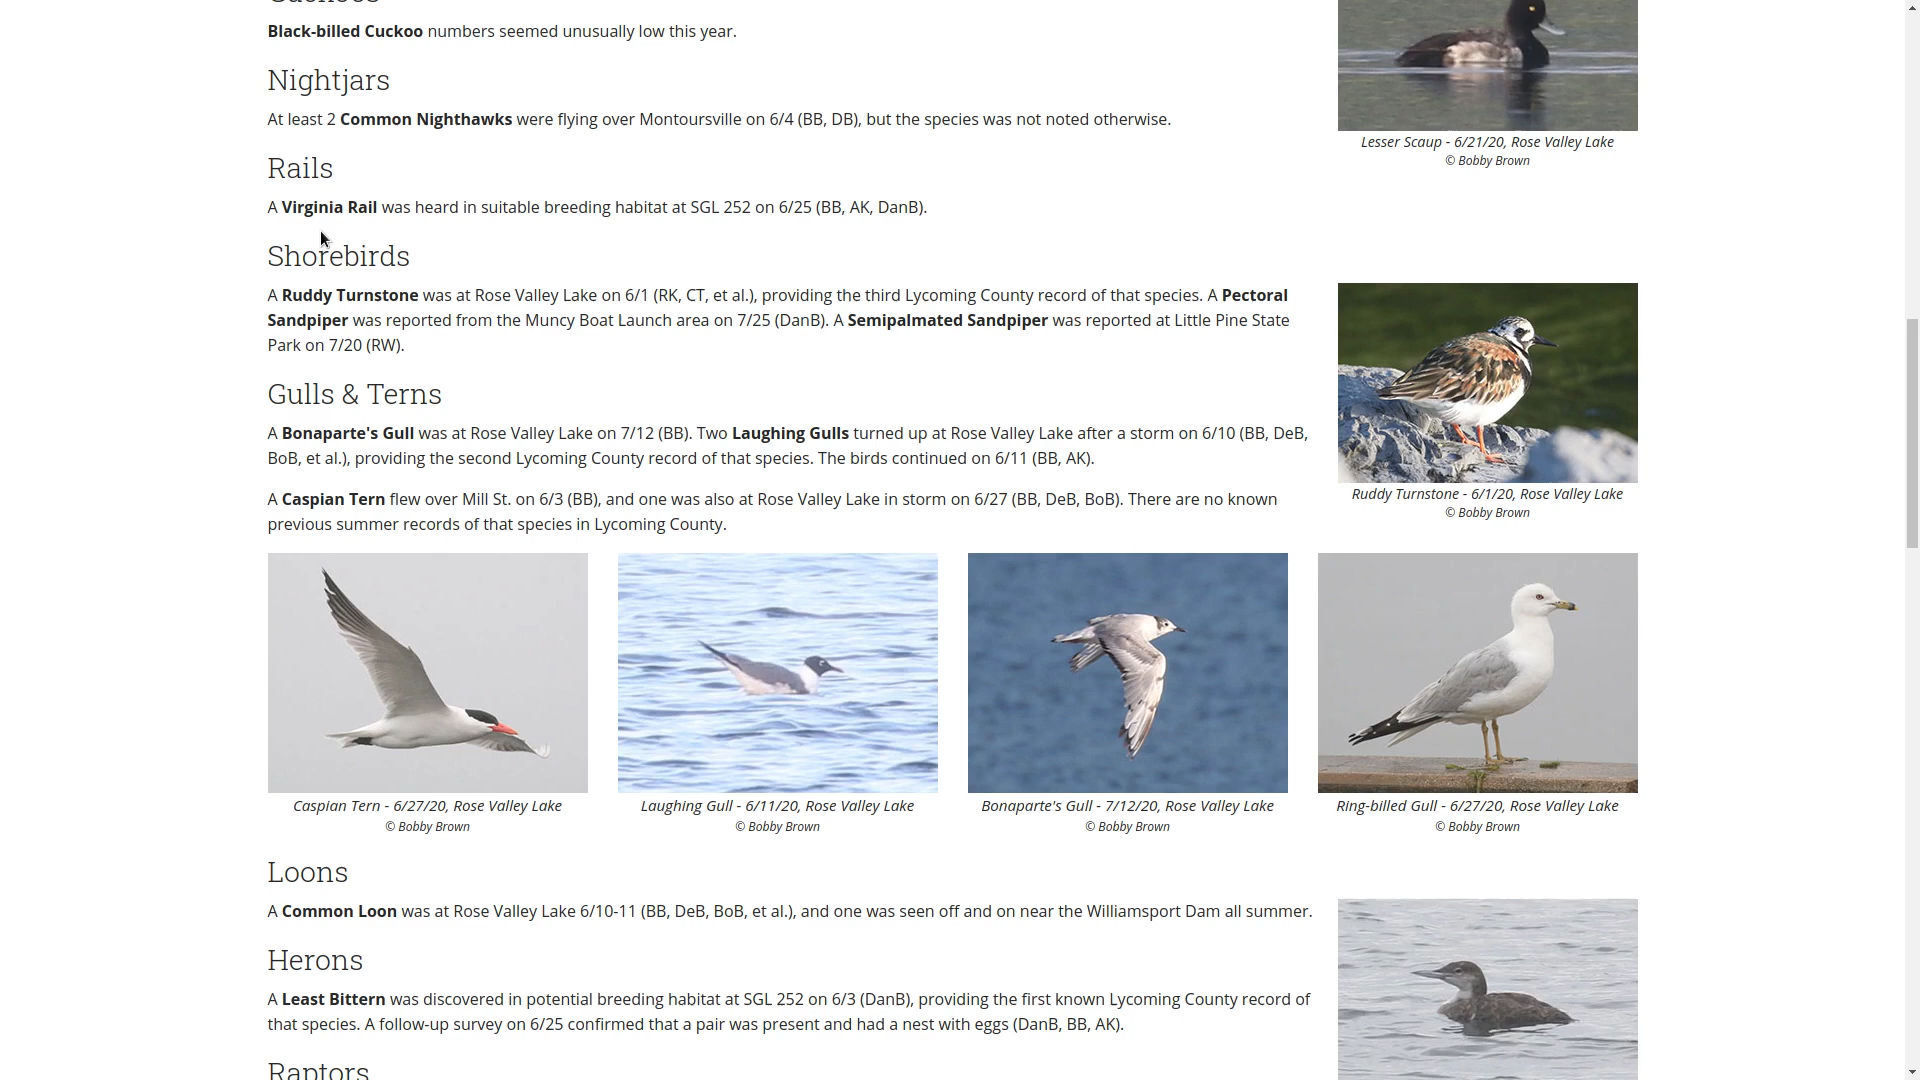 Black-billed Cuckoo numbers seemed unusually low this year.
Nightjars
At least 2 Common Nighthawks were flying over Montoursville on 6/4 (BB, DB), but the species was not noted otherwise.
Lesser Scaup - 6/21/20, Rose Valley Lake
© Bobby Brown
Rails
A Virginia Rail was heard in suitable breeding habitat at SGL 252 on 6/25 (BB, AK, DanB).
Shorebirds
A Ruddy Turnstone was at Rose Valley Lake on 6/1 (RK, CT, et al.), providing the third Lycoming County record of that species. A Pectoral
Sandpiper was reported from the Muncy Boat Launch area on 7/25 (DanB). A Semipalmated Sandpiper was reported at Little Pine State
Park on 7/20 (RW).
Gulls & Terns
A Bonaparte's Gull was at Rose Valley Lake on 7/12 (BB). Two Laughing Gulls turned up at Rose Valley Lake after a storm on 6/10 (BB, DeB,
BoB, et al.), providing the second Lycoming County record of that species. The birds continued on 6/11 (BB, AK).
A Caspian Tern flew over Mill St. on 6/3 (BB), and one was also at Rose Valley Lake in storm on 6/27 (BB, DeB, BoB). There are no known
previous summer records of that species in Lycoming County.
Ruddy Turnstone - 6/1/20, Rose Valley Lake
© Bobby Brown
Caspian Tern - 6/27/20, Rose Valley Lake
© Bobby Brown
Laughing Gull - 6/11/20, Rose Valley Lake
© Bobby Brown
Bonaparte's Gull - 7/12/20, Rose Valley Lake
© Bobby Brown
Ring-billed Gull - 6/27/20, Rose Valley Lake
© Bobby Brown
Loons
A Common Loon was at Rose Valley Lake 6/10-11 (BB, DeB, BoB, et al.), and one was seen off and on near the Williamsport Dam all summer.
Herons
A Least Bittern was discovered in potential breeding habitat at SGL 252 on 6/3 (DanB), providing the first known Lycoming County record of
that species. A follow-up survey on 6/25 confirmed that a pair was present and had a nest with eggs (DanB, BB, AK).
Raptors